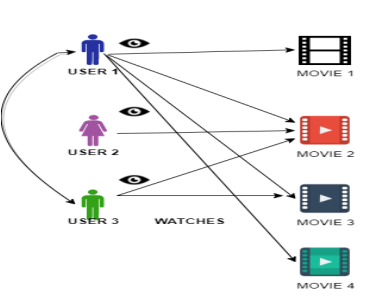 USER 1
MOVIE 1
USER 2
MOVIE 2
USER 3
WATCHES
MOVIE 3
MOVIE 4